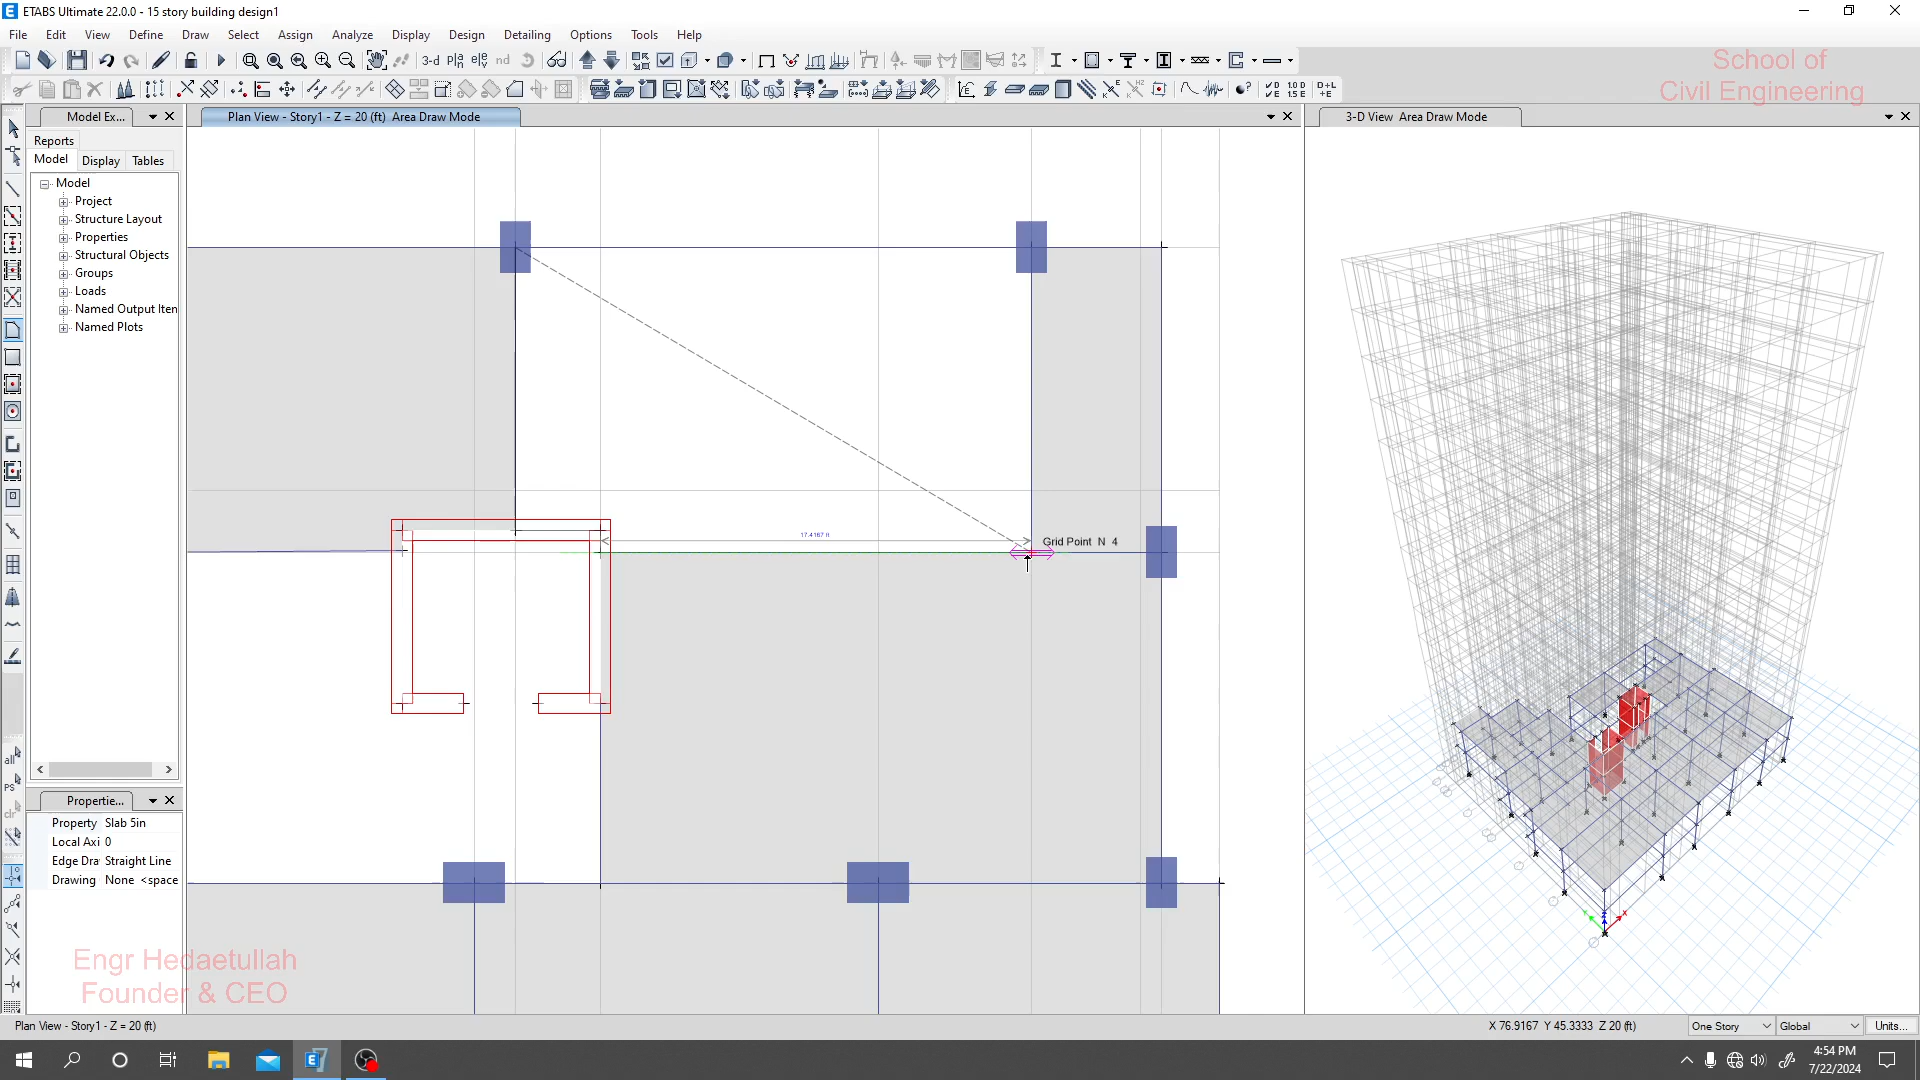 ETABS Ultimate 22.0.0 - 15 story building design1
File Edit View Define Draw Select Assign Analyze Display Design Detailing Options Tools Help
School of
Civil Engineering
Model Ex...
Plan View - Story1 - Z = 20 (ft)  Area Draw Mode
3-D View  Area Draw Mode
Reports
Model Display Tables
Model
Project
Structure Layout
Properties
Structural Objects
Groups
Loads
Named Output Iten
Named Plots
17.4167 ft
Grid Point  N  4
Propertie...
Property Slab 5in
Local Axi 0
Edge Dra Straight Line
Drawing None <space
Engr Hedaetullah
Founder & CEO
Plan View - Story1 - Z = 20 (ft)
X 76.9167  Y 45.3333  Z 20 (ft)
One Story
Global
Units...
4:54 PM
7/22/2024